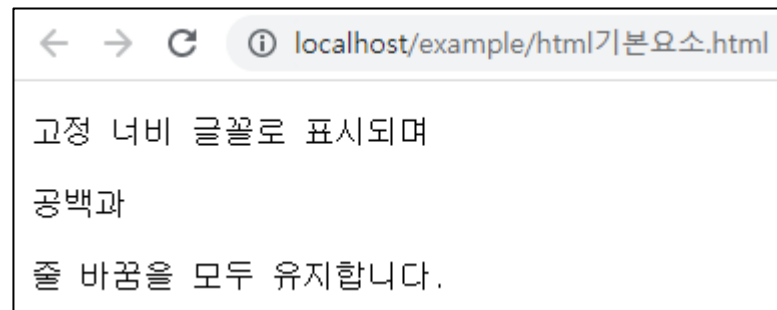 localhost/example/html기본요소.html
고정 너비 글꼴로 표시되며
공백과
줄 바꿈을 모두 유지합니다.